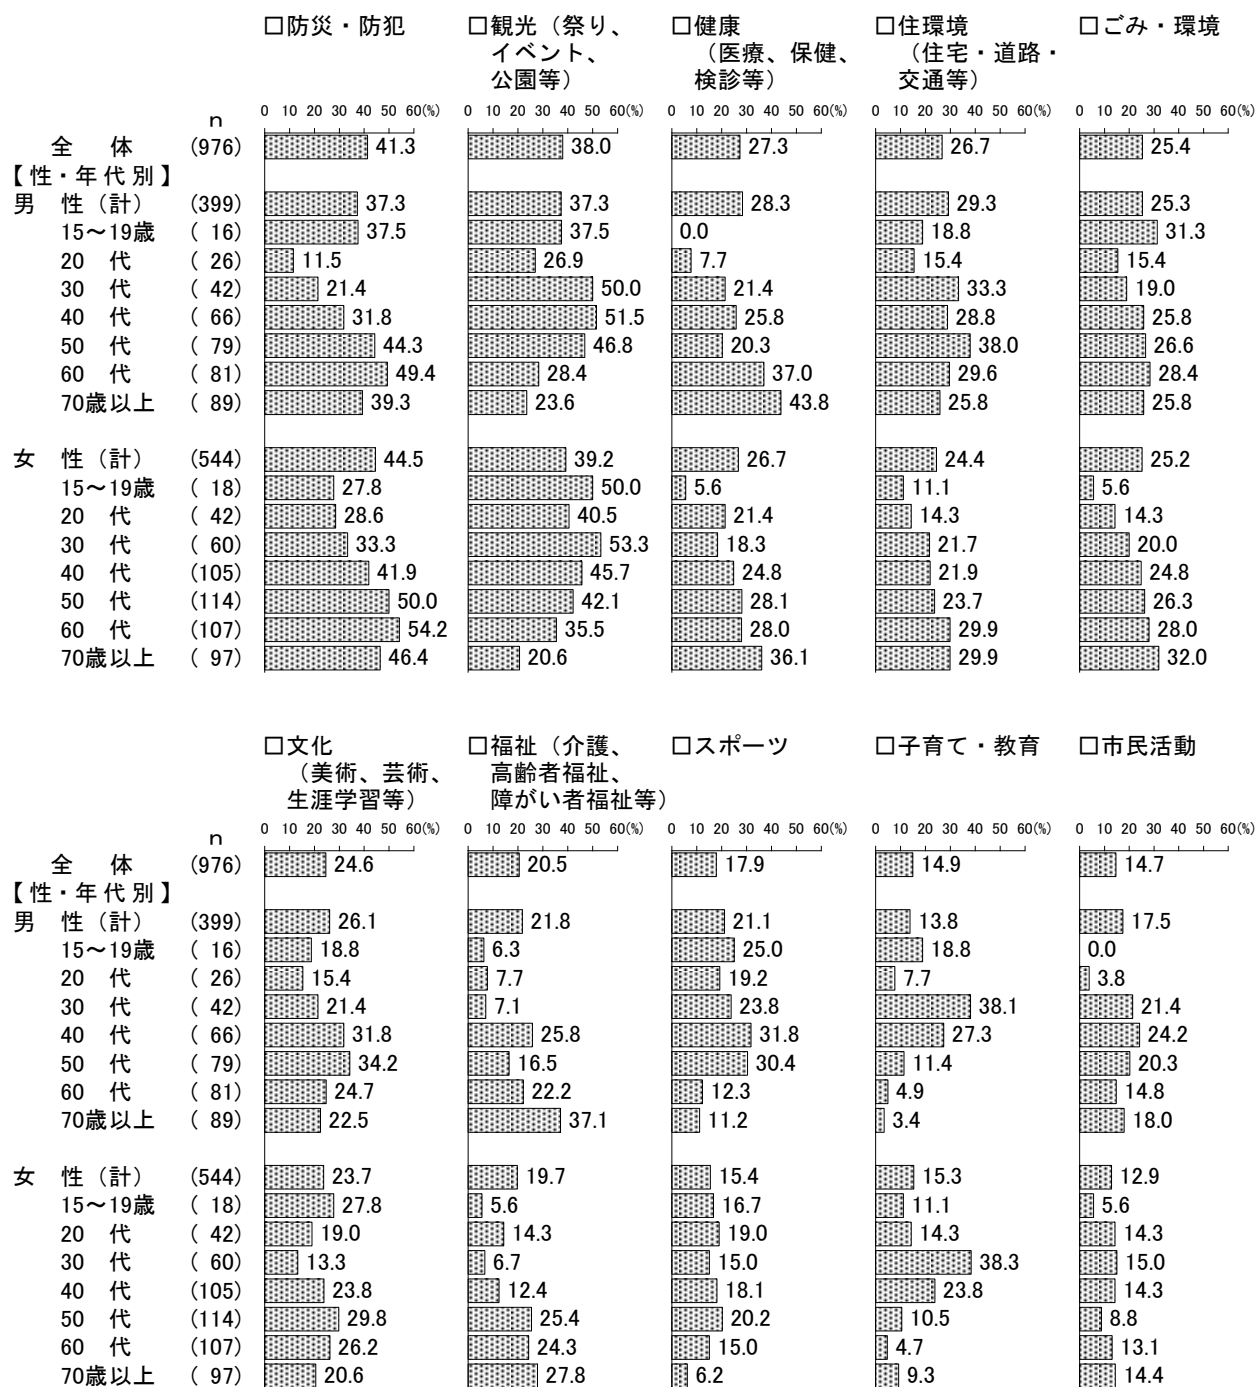 □防災・防犯 □観光（祭り、 □健康 □住環境 □ごみ・環境
イベント、 （医療、保健、 （住宅・道路・
公園等） 検診等） 交通等）
0 10 20 30 40 50 60(%) 0 10 20 30 40 50 60(%) 0 10 20 30 40 50 60(%) 0 10 20 30 40 50 60(%) 0 10 20 30 40 50 60(%)
n
全 体 (976) 41.3 38.0 27.3 26.7 25.4
【性・年代別】
男 性（計） (399) 37.3 37.3 28.3 29.3 25.3
15～19歳 ( 16) 37.5 37.5 0.0 18.8 31.3
20 代 ( 26) 11.5 26.9 7.7 15.4 15.4
30 代 ( 42) 21.4 50.0 21.4 33.3 19.0
40 代 ( 66) 31.8 51.5 25.8 28.8 25.8
50 代 ( 79) 44.3 46.8 20.3 38.0 26.6
60 代 ( 81) 49.4 28.4 37.0 29.6 28.4
70歳以上 ( 89) 39.3 23.6 43.8 25.8 25.8
女 性（計） (544) 44.5 39.2 26.7 24.4 25.2
15～19歳 ( 18) 27.8 50.0 5.6 11.1 5.6
20 代 ( 42) 28.6 40.5 21.4 14.3 14.3
30 代 ( 60) 33.3 53.3 18.3 21.7 20.0
40 代 (105) 41.9 45.7 24.8 21.9 24.8
50 代 (114) 50.0 42.1 28.1 23.7 26.3
60 代 (107) 54.2 35.5 28.0 29.9 28.0
70歳以上 ( 97) 46.4 20.6 36.1 29.9 32.0
□文化 □福祉（介護、 □スポーツ □子育て・教育 □市民活動
（美術、芸術、 高齢者福祉、
生涯学習等） 障がい者福祉等）
0 10 20 30 40 50 60(%) 0 10 20 30 40 50 60(%) 0 10 20 30 40 50 60(%) 0 10 20 30 40 50 60(%) 0 10 20 30 40 50 60(%)
n
全 体 (976) 24.6 20.5 17.9 14.9 14.7
【性・年代別】
男 性（計） (399) 26.1 21.8 21.1 13.8 17.5
15～19歳 ( 16) 18.8 6.3 25.0 18.8 0.0
20 代 ( 26) 15.4 7.7 19.2 7.7 3.8
30 代 ( 42) 21.4 7.1 23.8 38.1 21.4
40 代 ( 66) 31.8 25.8 31.8 27.3 24.2
50 代 ( 79) 34.2 16.5 30.4 11.4 20.3
60 代 ( 81) 24.7 22.2 12.3 4.9 14.8
70歳以上 ( 89) 22.5 37.1 11.2 3.4 18.0
女 性（計） (544) 23.7 19.7 15.4 15.3 12.9
15～19歳 ( 18) 27.8 5.6 16.7 11.1 5.6
20 代 ( 42) 19.0 14.3 19.0 14.3 14.3
30 代 ( 60) 13.3 6.7 15.0 38.3 15.0
40 代 (105) 23.8 12.4 18.1 23.8 14.3
50 代 (114) 29.8 25.4 20.2 10.5 8.8
60 代 (107) 26.2 24.3 15.0 4.7 13.1
70歳以上 ( 97) 20.6 27.8 6.2 9.3 14.4